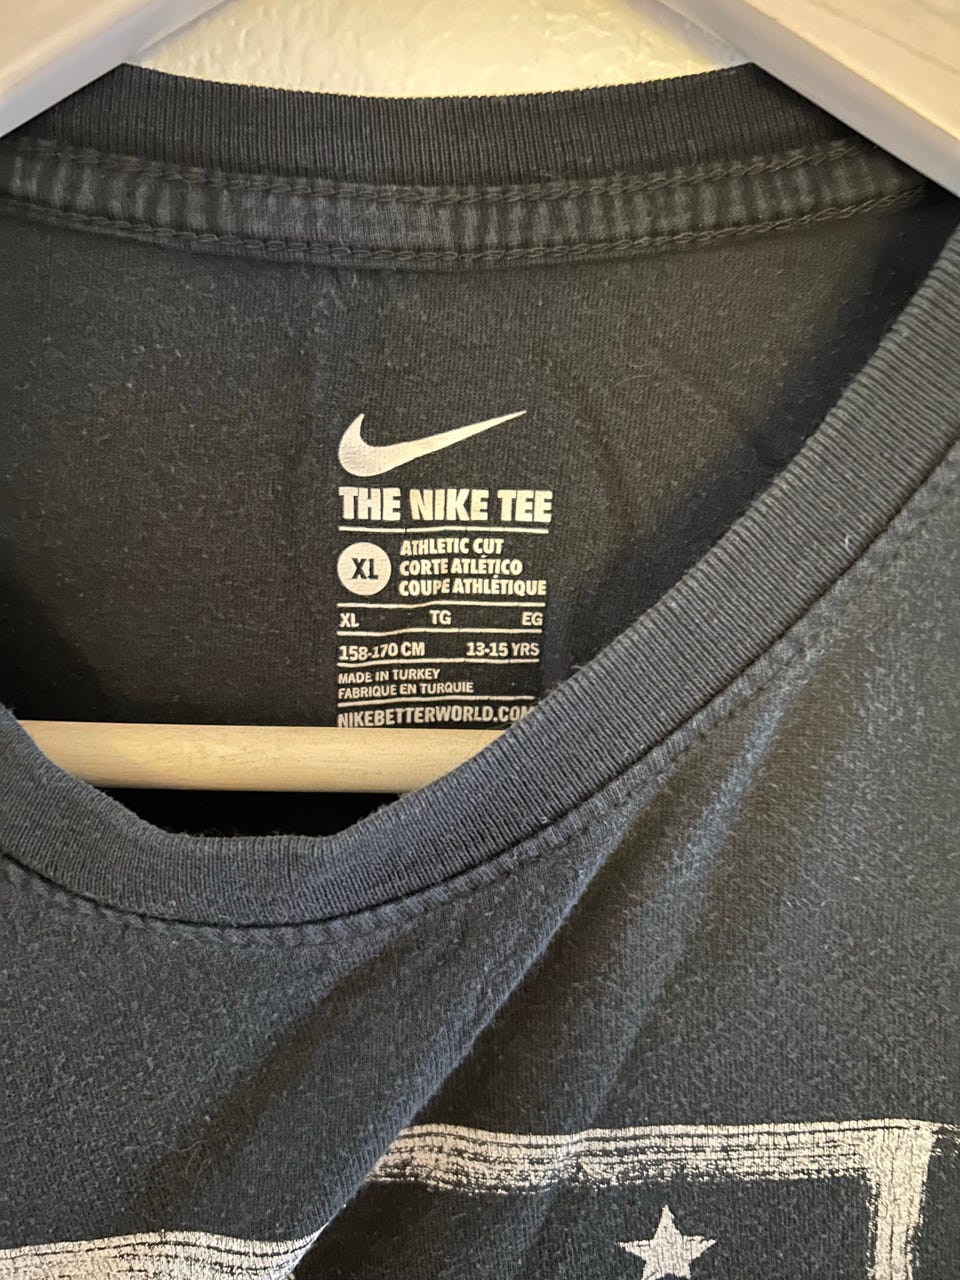 THE NIKE TEE
XL
ATHLETIC CUT
CORTE ATLÉTICO
COUPE ATHLÉTIQUE
XL TG EG
158-170 CM 13-15 YRS
MADE IN TURKEY
FABRIQUE EN TURQUIE
NIKEBETTERWORLD.COM